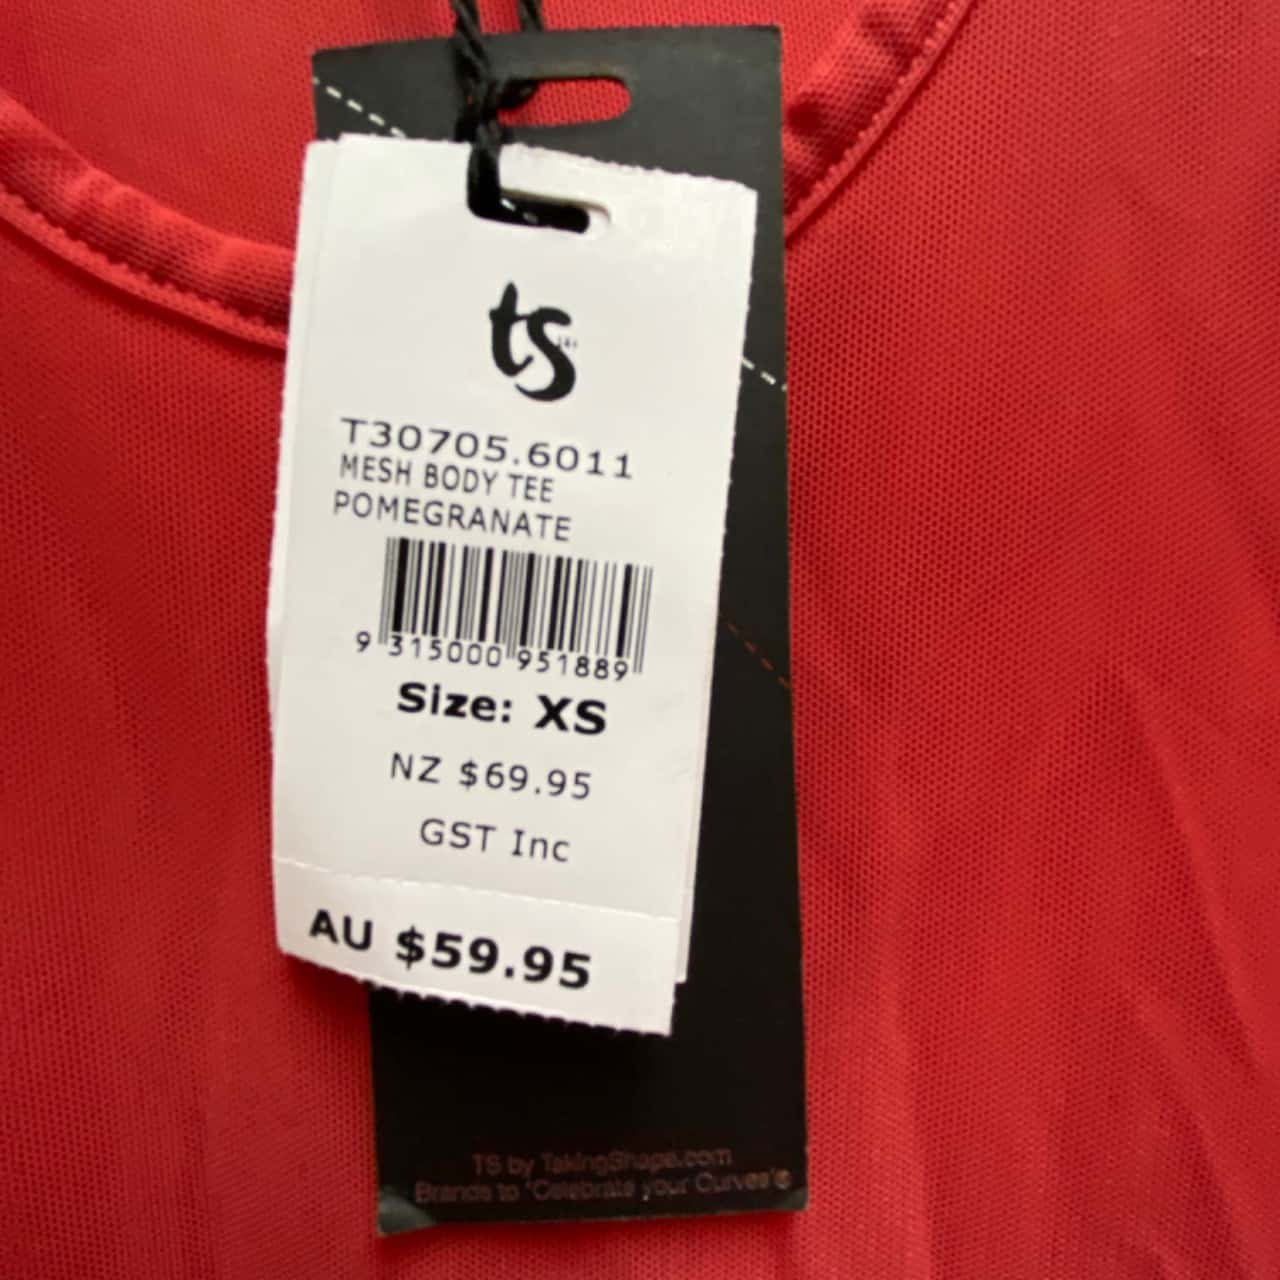 ts
T30705.6011
MESH BODY TEE
POMEGRANATE
9 315000 951889
Size: XS
NZ $69.95
GST Inc
AU $59.95
TS by TakingShape.com
Brands to "Celebrate your Curves"®